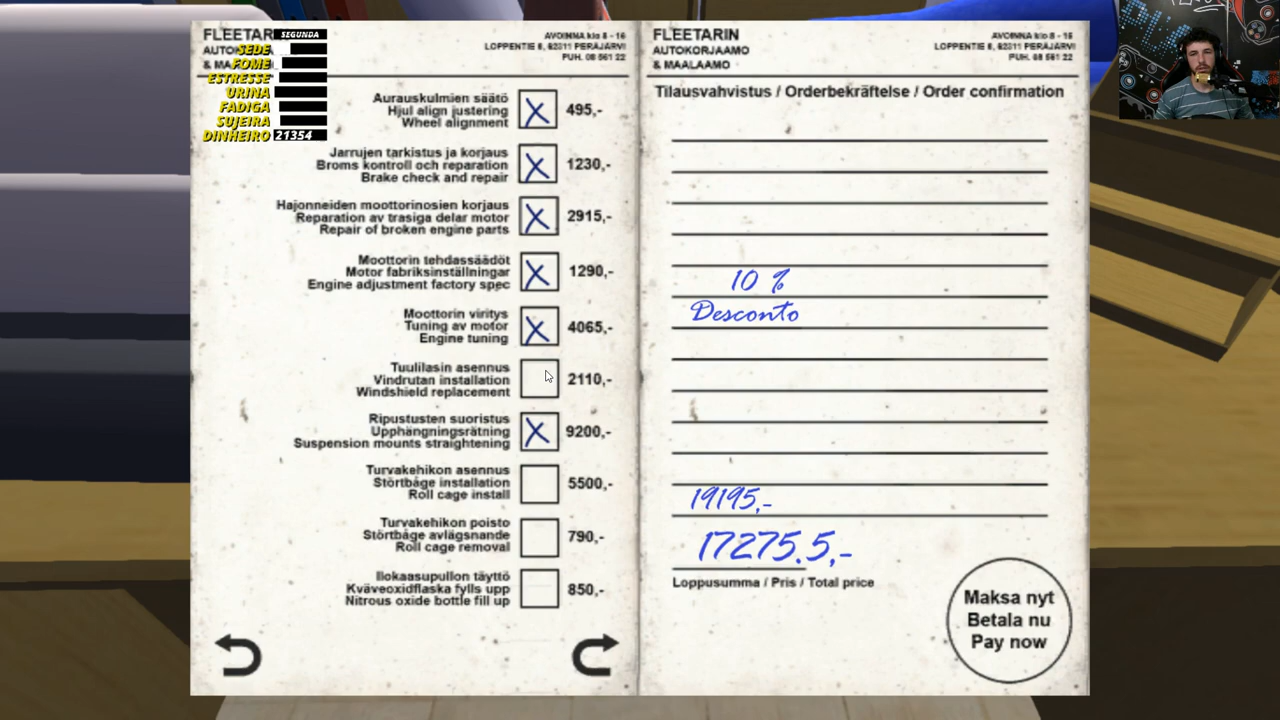 FLEETARIN
AUTOKORJAAMO
& MAALAAMO
AVOINNA klo 8 - 16
LOPPENTIE 6, 62311 PERÄJÄRVI
PUH. 08 561 22
SEGUNDA
SEDE
FOME
ESTRESSE
URINA
FADIGA
SUJEIRA
DINHEIRO 21354
Aurauskulmien säätö
Hjul align justering
Wheel alignment
495,-
Jarrujen tarkistus ja korjaus
Broms kontroll och reparation
Brake check and repair
1230,-
Hajonneiden moottorinosien korjaus
Reparation av trasiga delar motor
Repair of broken engine parts
2915,-
Moottorin tehdassäädöt
Motor fabriksinställningar
Engine adjustment factory spec
1290,-
Moottorin viritys
Tuning av motor
Engine tuning
4065,-
Tuulilasin asennus
Vindrutan installation
Windshield replacement
2110,-
Ripustusten suoristus
Upphängningsrätning
Suspension mounts straightening
9200,-
Turvakehikon asennus
Störtbåge installation
Roll cage install
5500,-
Turvakehikon poisto
Störtbåge avlägsnande
Roll cage removal
790,-
Ilokaasupullon täyttö
Kväveoxidflaska fylls upp
Nitrous oxide bottle fill up
850,-
FLEETARIN
AUTOKORJAAMO
& MAALAAMO
AVOINNA klo 8 - 16
LOPPENTIE 6, 62311 PERÄJÄRVI
PUH. 08 561 22
Tilausvahvistus / Orderbekräftelse / Order confirmation
10 %
Desconto
19195,-
17275.5,-
Loppusumma / Pris / Total price
Maksa nyt
Betala nu
Pay now